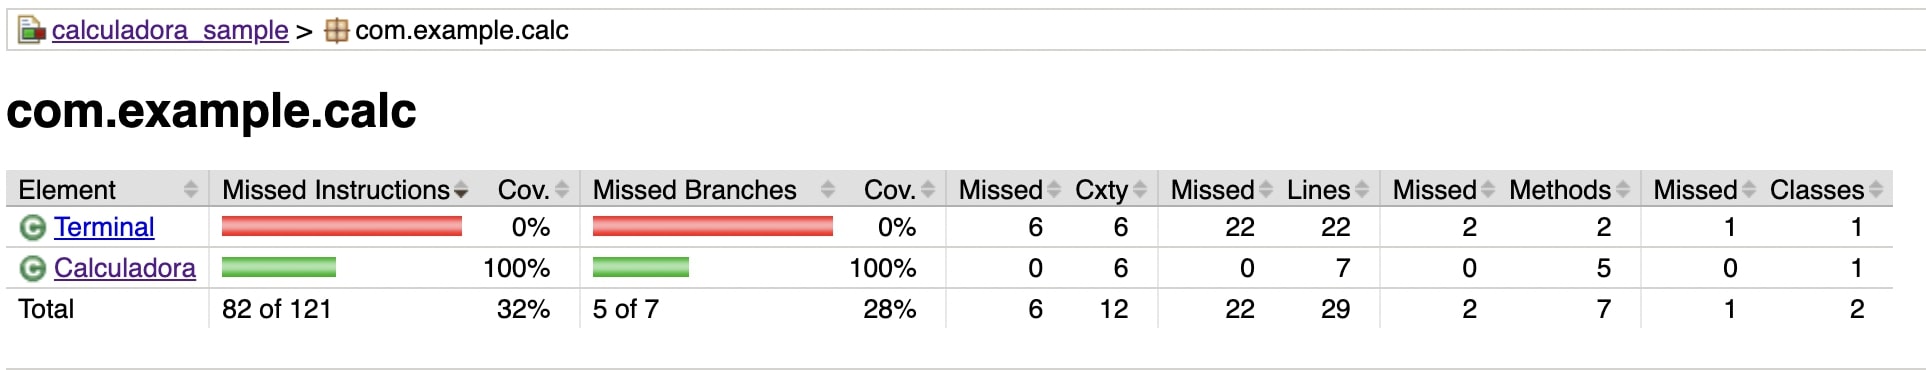 calculadora_sample > com.example.calc
com.example.calc
Element Missed Instructions Cov. Missed Branches Cov. Missed Cxty Missed Lines Missed Methods Missed Classes
C Terminal 0% 0% 6 6 22 22 2 2 1 1
C Calculadora 100% 100% 0 6 0 7 0 5 0 1
Total 82 of 121 32% 5 of 7 28% 6 12 22 29 2 7 1 2